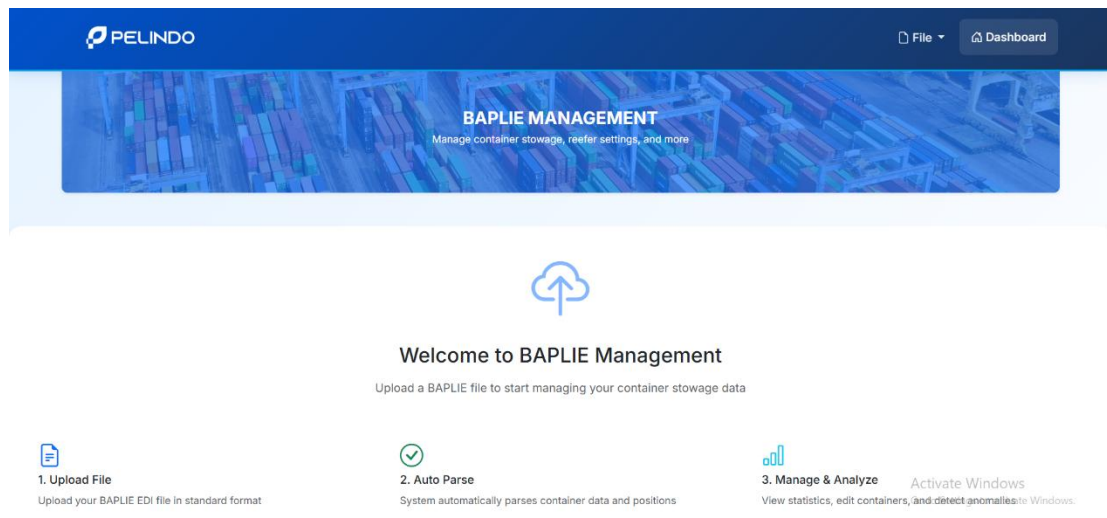 PELINDO
File
Dashboard
BAPLIE MANAGEMENT
Manage container stowage, reefer settings, and more
Welcome to BAPLIE Management
Upload a BAPLIE file to start managing your container stowage data
1. Upload File
Upload your BAPLIE EDI file in standard format
2. Auto Parse
System automatically parses container data and positions
3. Manage & Analyze
View statistics, edit containers, and detect anomalies
Activate Windows